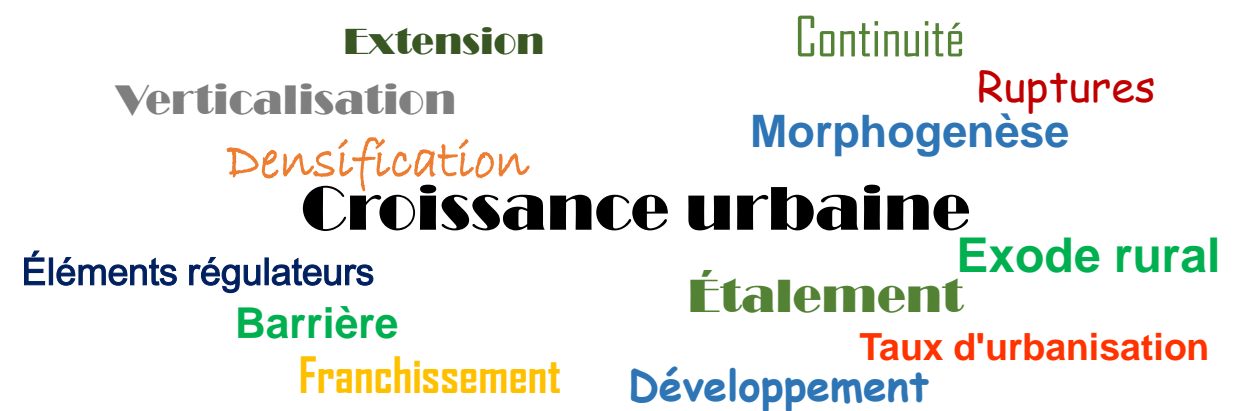 Extension
Continuité
Verticalisation
Ruptures
Morphogenèse
Densification
Croissance urbaine
Exode rural
Éléments régulateurs
Étalement
Barrière
Taux d'urbanisation
Franchissement
Développement